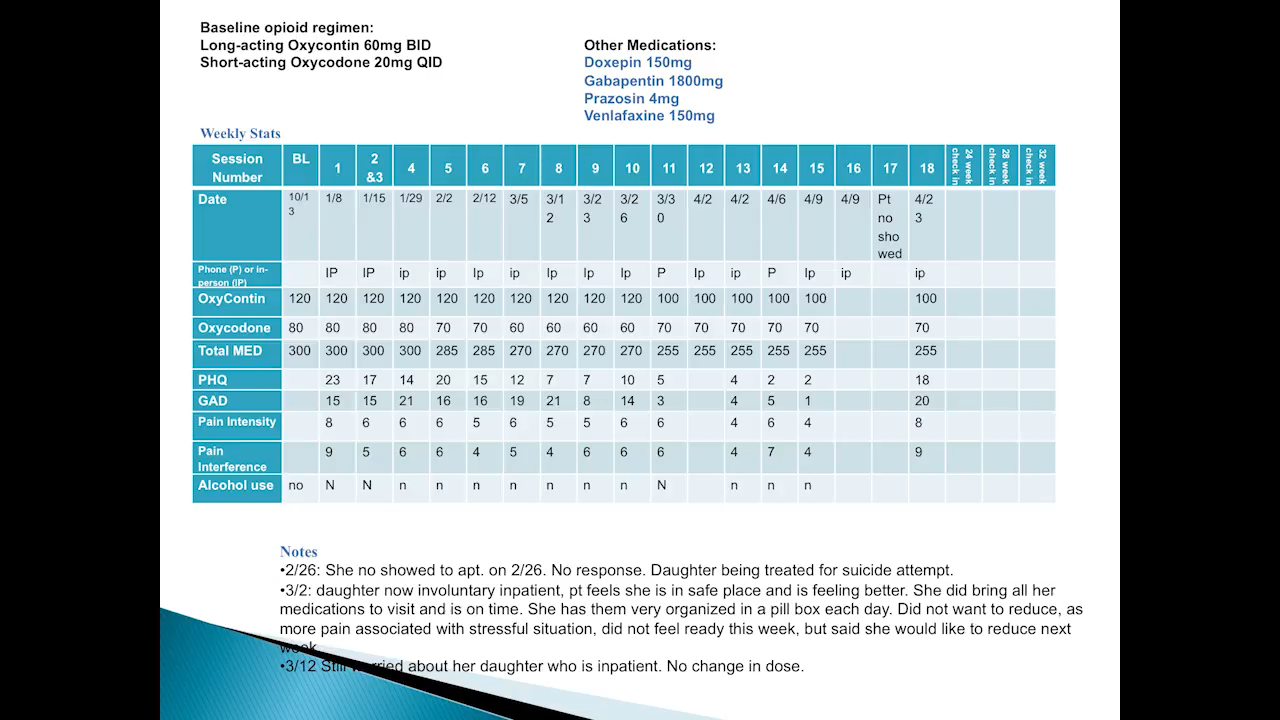 Baseline opioid regimen:
Long-acting Oxycontin 60mg BID
Short-acting Oxycodone 20mg QID
Other Medications:
Doxepin 150mg
Gabapentin 1800mg
Prazosin 4mg
Venlafaxine 150mg
Weekly Stats
Session Number BL 1 2 &3 4 5 6 7 8 9 10 11 12 13 14 15 16 17 18 24 week check in 28 week check in 32 week check in
Date 10/13 1/8 1/15 1/29 2/2 2/12 3/5 3/12 3/23 3/26 3/30 4/2 4/2 4/6 4/9 4/9 Pt no showed 4/23
Phone (P) or in-person (IP) IP IP ip ip Ip ip Ip Ip Ip P Ip ip P Ip ip ip
OxyContin 120 120 120 120 120 120 120 120 120 120 100 100 100 100 100 100
Oxycodone 80 80 80 80 70 70 60 60 60 60 70 70 70 70 70 70
Total MED 300 300 300 300 285 285 270 270 270 270 255 255 255 255 255 255
PHQ 23 17 14 20 15 12 7 7 10 5 4 2 2 18
GAD 15 15 21 16 16 19 21 8 14 3 4 5 1 20
Pain Intensity 8 6 6 6 5 6 5 5 6 6 4 6 4 8
Pain Interference 9 5 6 6 4 5 4 6 6 6 4 7 4 9
Alcohol use no N N n n n n n n n N n n n
Notes
•2/26: She no showed to apt. on 2/26. No response. Daughter being treated for suicide attempt.
•3/2: daughter now involuntary inpatient, pt feels she is in safe place and is feeling better. She did bring all her
medications to visit and is on time. She has them very organized in a pill box each day. Did not want to reduce, as
more pain associated with stressful situation, did not feel ready this week, but said she would like to reduce next
week.
•3/12 Still worried about her daughter who is inpatient. No change in dose.